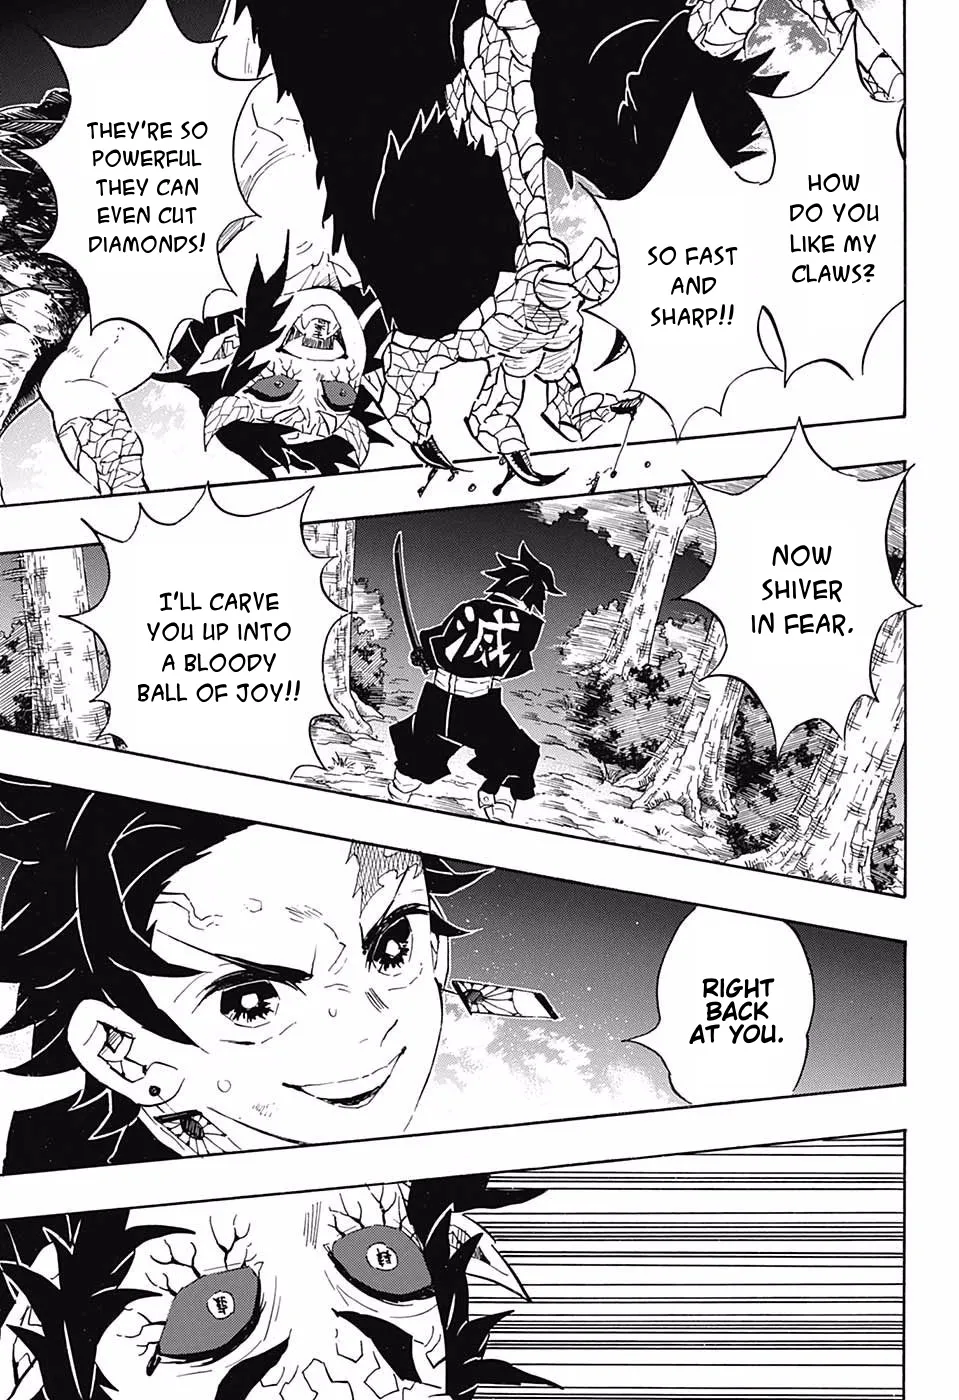 HOW
DO YOU
LIKE MY
CLAWS?
SO FAST
AND
SHARP!!
THEY'RE SO
POWERFUL
THEY CAN
EVEN CUT
DIAMONDS!
NOW
SHIVER
IN FEAR.
滅
I'LL CARVE
YOU UP INTO
A BLOODY
BALL OF JOY!!
RIGHT
BACK
AT YOU.